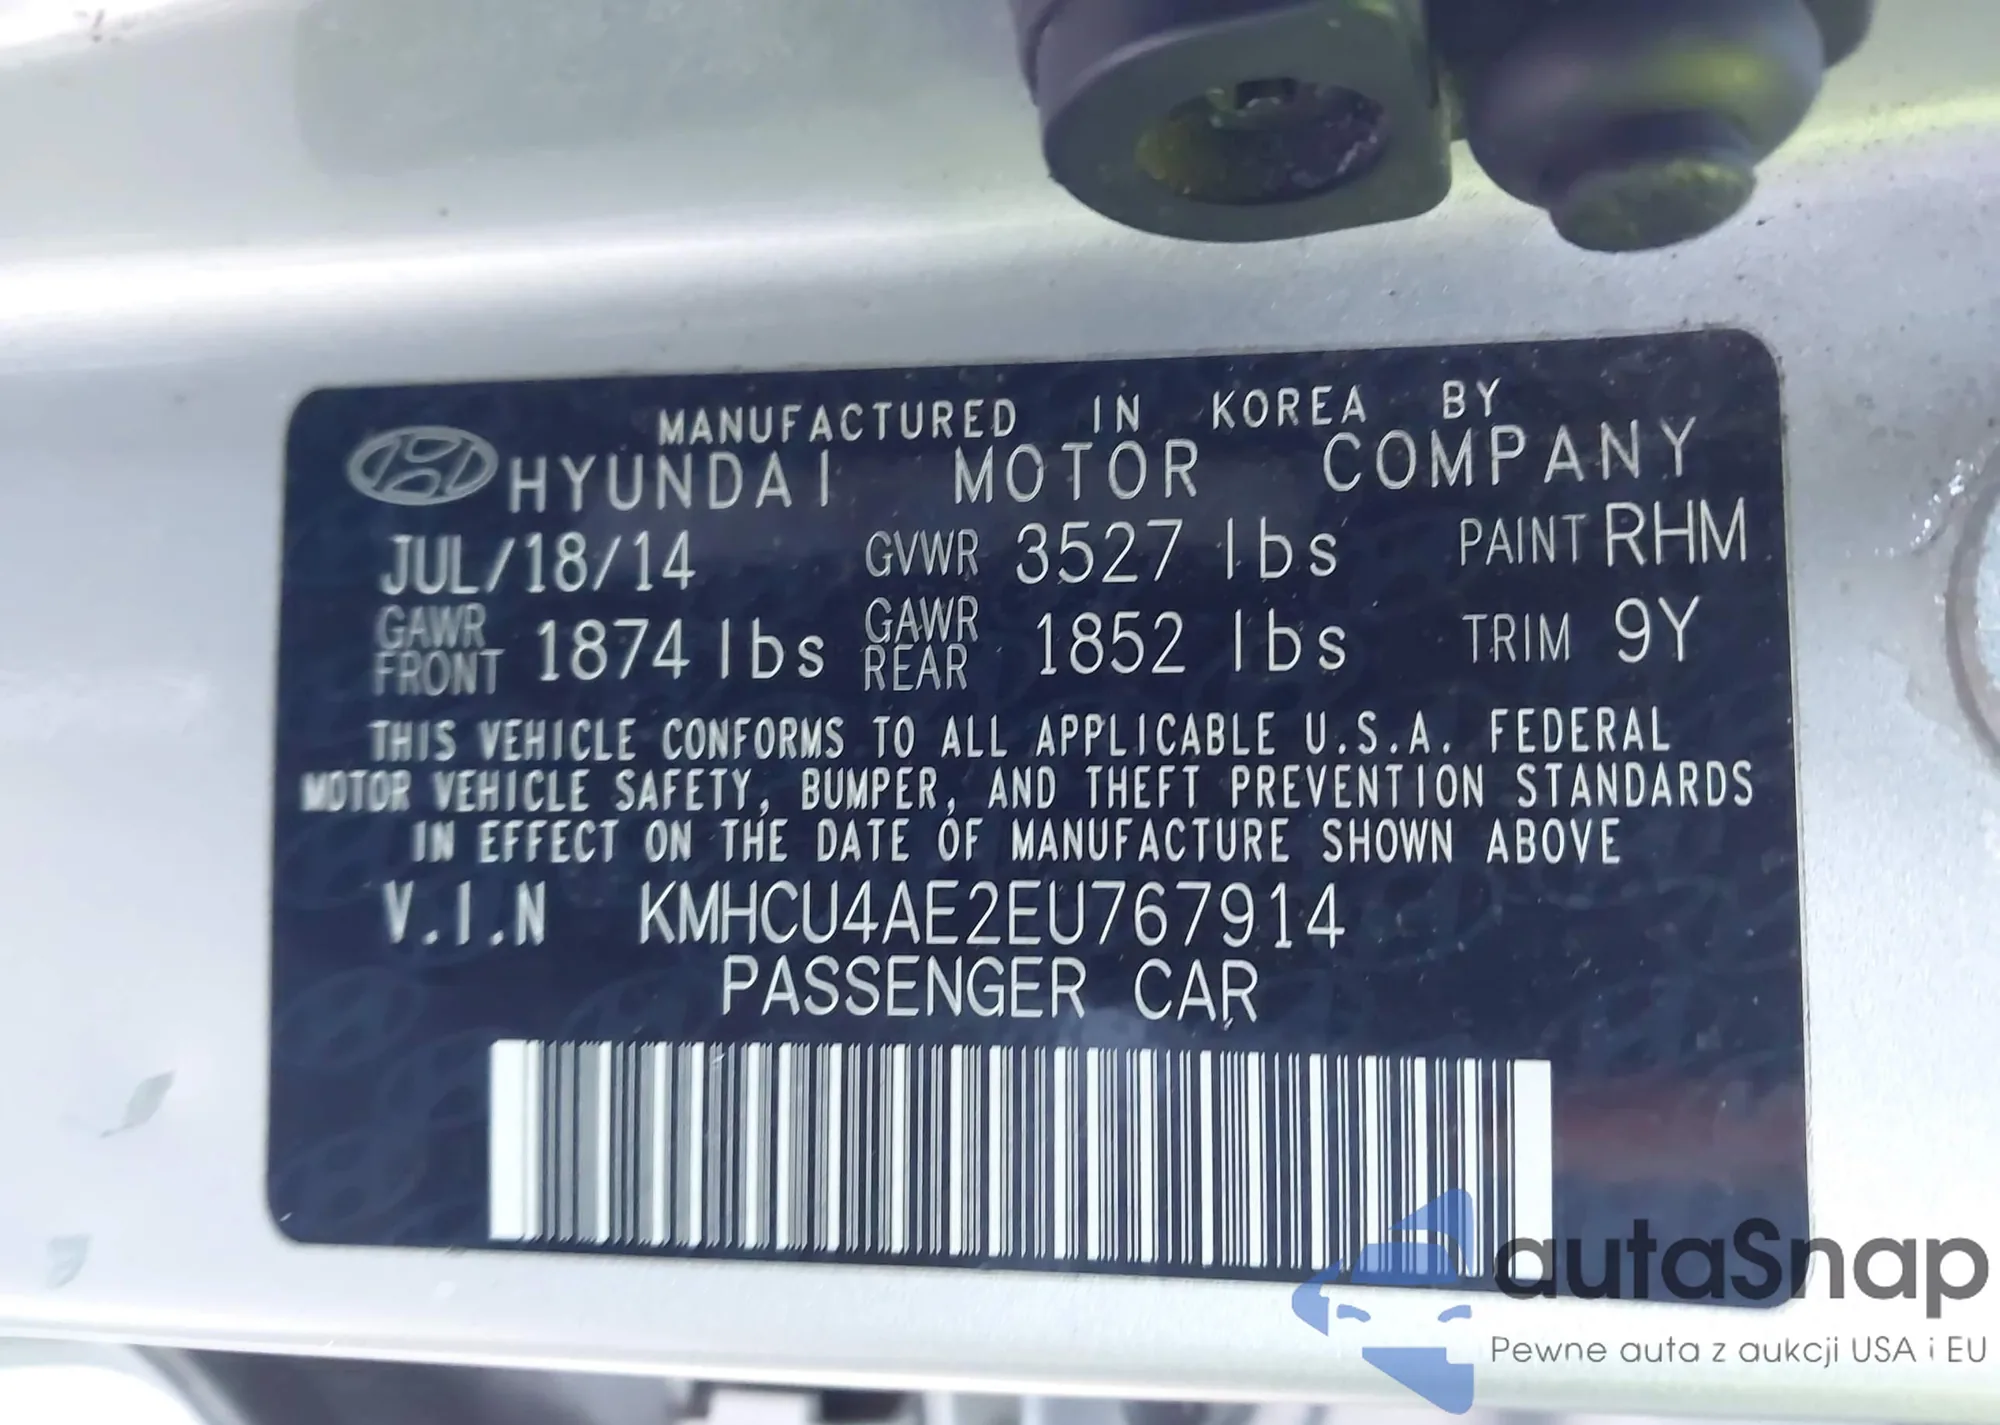 MANUFACTURED IN KOREA BY
HYUNDAI MOTOR COMPANY
JUL/18/14 GVWR 3527 lbs PAINT RHM
GAWR FRONT 1874 lbs GAWR REAR 1852 lbs TRIM 9Y
THIS VEHICLE CONFORMS TO ALL APPLICABLE U.S.A. FEDERAL
MOTOR VEHICLE SAFETY, BUMPER, AND THEFT PREVENTION STANDARDS
IN EFFECT ON THE DATE OF MANUFACTURE SHOWN ABOVE
V.I.N KMHCU4AE2EU767914
PASSENGER CAR
autaSnap
Pewne auta z aukcji USA i EU